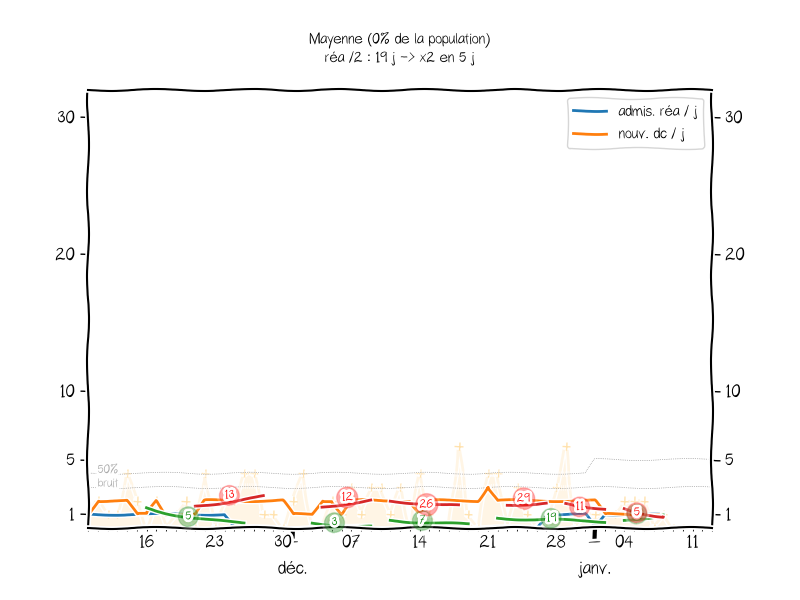 Mayenne (0% de la population)
réa /2 : 19 j -> x2 en 5 j
admis. réa / j
nouv. dc / j
30 30
20 20
10 10
5 5
1 1
50%
bruit
13 12 26 29 11 5
5 3 7 19
16 23 30 07 14 21 28 04 11
déc. janv.